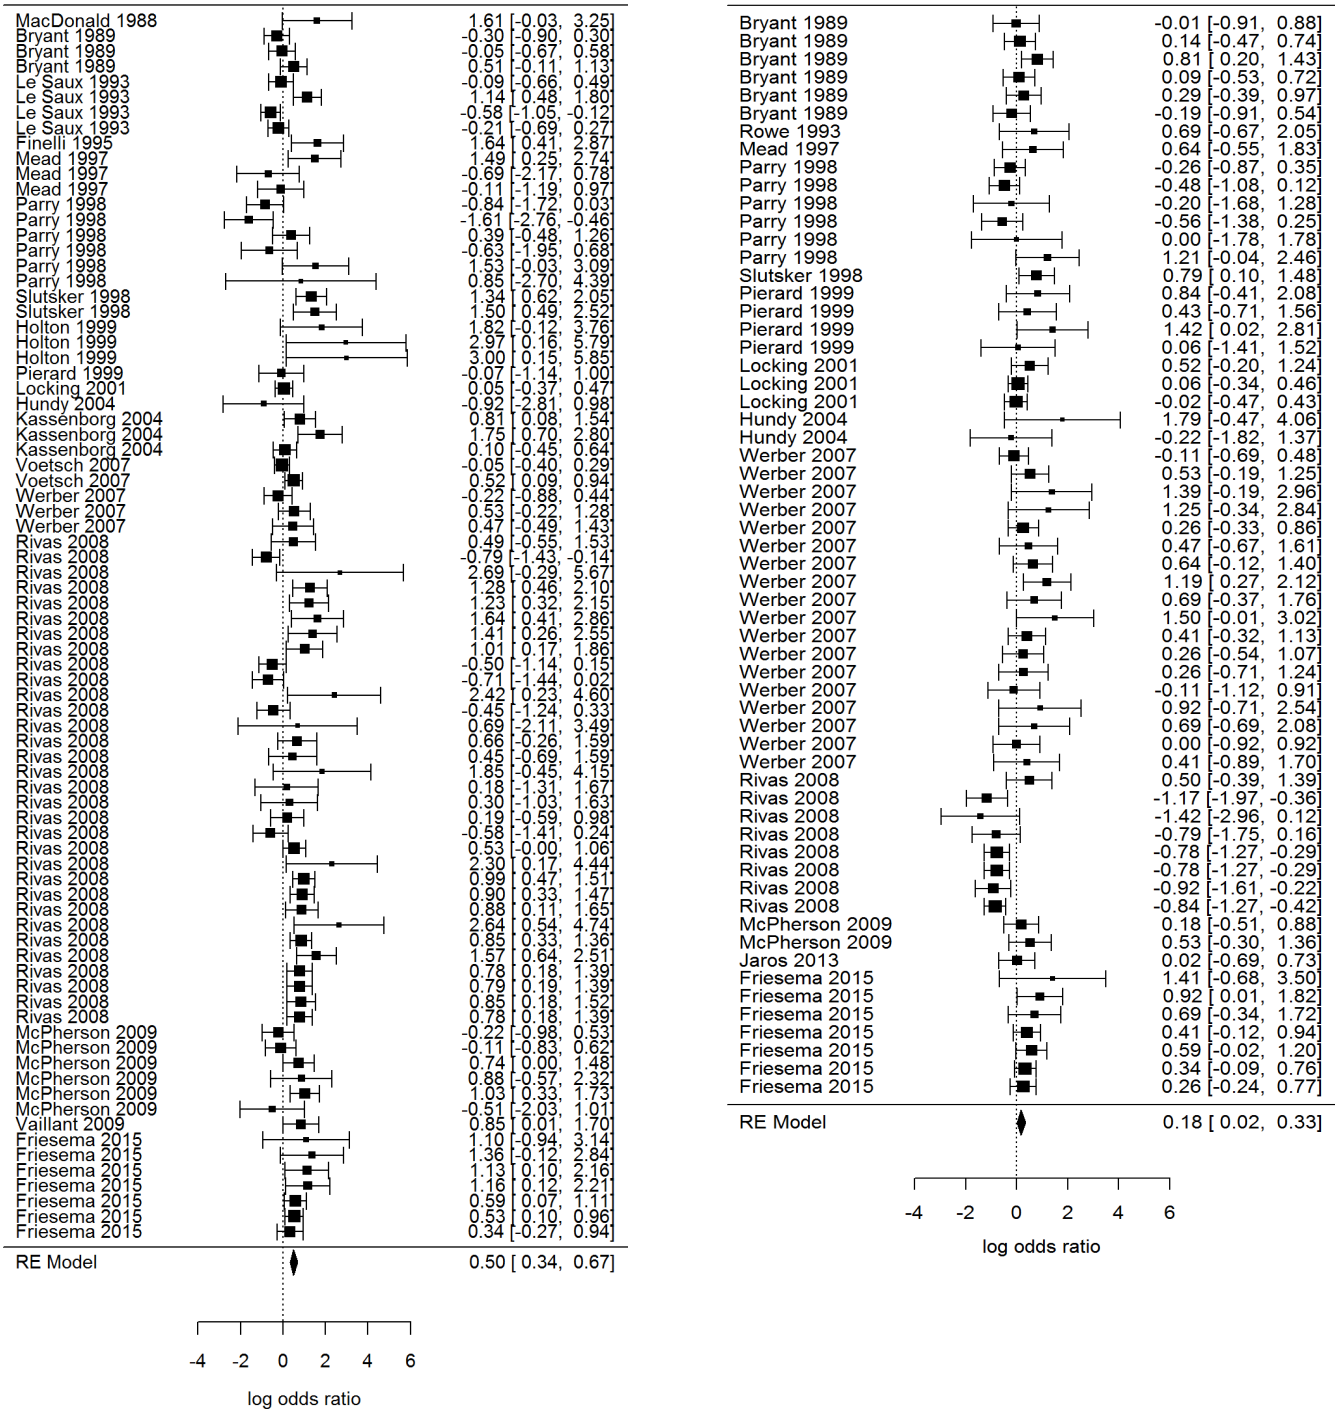 MacDonald 1988 1.61 [-0.03, 3.25]
Bryant 1989 -0.30 [-0.90, 0.30]
Bryant 1989 -0.05 [-0.67, 0.58]
Bryant 1989 0.51 [-0.11, 1.13]
Le Saux 1993 -0.09 [-0.66, 0.49]
Le Saux 1993 1.14 [ 0.48, 1.80]
Le Saux 1993 -0.58 [-1.05, -0.12]
Le Saux 1993 -0.21 [-0.69, 0.27]
Finelli 1995 1.64 [ 0.41, 2.87]
Mead 1997 1.49 [ 0.25, 2.74]
Mead 1997 -0.69 [-2.17, 0.78]
Mead 1997 -0.11 [-1.19, 0.97]
Parry 1998 -0.84 [-1.72, 0.03]
Parry 1998 -1.61 [-2.76, -0.46]
Parry 1998 0.39 [-0.48, 1.26]
Parry 1998 -0.63 [-1.95, 0.68]
Parry 1998 1.53 [-0.03, 3.09]
Parry 1998 0.85 [-2.70, 4.39]
Slutsker 1998 1.34 [ 0.62, 2.05]
Slutsker 1998 1.50 [ 0.49, 2.52]
Holton 1999 1.82 [-0.12, 3.76]
Holton 1999 2.97 [ 0.16, 5.79]
Holton 1999 3.00 [ 0.15, 5.85]
Pierard 1999 -0.07 [-1.14, 1.00]
Locking 2001 0.05 [-0.37, 0.47]
Hundy 2004 -0.92 [-2.81, 0.98]
Kassenborg 2004 0.81 [ 0.08, 1.54]
Kassenborg 2004 1.75 [ 0.70, 2.80]
Kassenborg 2004 0.10 [-0.45, 0.64]
Voetsch 2007 -0.05 [-0.40, 0.29]
Voetsch 2007 0.52 [ 0.09, 0.94]
Werber 2007 -0.22 [-0.88, 0.44]
Werber 2007 0.53 [-0.22, 1.28]
Werber 2007 0.47 [-0.49, 1.43]
Rivas 2008 0.49 [-0.55, 1.53]
Rivas 2008 -0.79 [-1.43, -0.14]
Rivas 2008 2.69 [-0.29, 5.67]
Rivas 2008 1.28 [ 0.46, 2.10]
Rivas 2008 1.23 [ 0.32, 2.15]
Rivas 2008 1.64 [ 0.41, 2.86]
Rivas 2008 1.41 [ 0.26, 2.55]
Rivas 2008 1.01 [ 0.17, 1.86]
Rivas 2008 -0.50 [-1.14, 0.15]
Rivas 2008 -0.71 [-1.44, 0.02]
Rivas 2008 2.42 [ 0.23, 4.60]
Rivas 2008 -0.45 [-1.24, 0.33]
Rivas 2008 0.69 [-2.11, 3.49]
Rivas 2008 0.66 [-0.26, 1.59]
Rivas 2008 0.45 [-0.69, 1.59]
Rivas 2008 1.85 [-0.45, 4.15]
Rivas 2008 0.18 [-1.31, 1.67]
Rivas 2008 0.30 [-1.03, 1.63]
Rivas 2008 0.19 [-0.59, 0.98]
Rivas 2008 -0.58 [-1.41, 0.24]
Rivas 2008 0.53 [-0.00, 1.06]
Rivas 2008 2.30 [ 0.17, 4.44]
Rivas 2008 0.99 [ 0.47, 1.51]
Rivas 2008 0.90 [ 0.33, 1.47]
Rivas 2008 0.88 [ 0.11, 1.65]
Rivas 2008 2.64 [ 0.54, 4.74]
Rivas 2008 0.85 [ 0.33, 1.36]
Rivas 2008 1.57 [ 0.64, 2.51]
Rivas 2008 0.78 [ 0.18, 1.39]
Rivas 2008 0.79 [ 0.19, 1.39]
Rivas 2008 0.85 [ 0.18, 1.52]
Rivas 2008 0.78 [ 0.18, 1.39]
McPherson 2009 -0.22 [-0.98, 0.53]
McPherson 2009 -0.11 [-0.83, 0.62]
McPherson 2009 0.74 [ 0.00, 1.48]
McPherson 2009 0.88 [-0.57, 2.32]
McPherson 2009 1.03 [ 0.33, 1.73]
McPherson 2009 -0.51 [-2.03, 1.01]
Vaillant 2009 0.85 [ 0.01, 1.70]
Friesema 2015 1.10 [-0.94, 3.14]
Friesema 2015 1.36 [-0.12, 2.84]
Friesema 2015 1.13 [ 0.10, 2.16]
Friesema 2015 1.16 [ 0.12, 2.21]
Friesema 2015 0.59 [ 0.07, 1.11]
Friesema 2015 0.53 [ 0.10, 0.96]
Friesema 2015 0.34 [-0.27, 0.94]
RE Model 0.50 [ 0.34, 0.67]
-4 -2 0 2 4 6
log odds ratio
Bryant 1989 -0.01 [-0.91, 0.88]
Bryant 1989 0.14 [-0.47, 0.74]
Bryant 1989 0.81 [ 0.20, 1.43]
Bryant 1989 0.09 [-0.53, 0.72]
Bryant 1989 0.29 [-0.39, 0.97]
Bryant 1989 -0.19 [-0.91, 0.54]
Rowe 1993 0.69 [-0.67, 2.05]
Mead 1997 0.64 [-0.55, 1.83]
Parry 1998 -0.26 [-0.87, 0.35]
Parry 1998 -0.48 [-1.08, 0.12]
Parry 1998 -0.20 [-1.68, 1.28]
Parry 1998 -0.56 [-1.38, 0.25]
Parry 1998 0.00 [-1.78, 1.78]
Parry 1998 1.21 [-0.04, 2.46]
Slutsker 1998 0.79 [ 0.10, 1.48]
Pierard 1999 0.84 [-0.41, 2.08]
Pierard 1999 0.43 [-0.71, 1.56]
Pierard 1999 1.42 [ 0.02, 2.81]
Pierard 1999 0.06 [-1.41, 1.52]
Locking 2001 0.52 [-0.20, 1.24]
Locking 2001 0.06 [-0.34, 0.46]
Locking 2001 -0.02 [-0.47, 0.43]
Hundy 2004 1.79 [-0.47, 4.06]
Hundy 2004 -0.22 [-1.82, 1.37]
Werber 2007 -0.11 [-0.69, 0.48]
Werber 2007 0.53 [-0.19, 1.25]
Werber 2007 1.39 [-0.19, 2.96]
Werber 2007 1.25 [-0.34, 2.84]
Werber 2007 0.26 [-0.33, 0.86]
Werber 2007 0.47 [-0.67, 1.61]
Werber 2007 0.64 [-0.12, 1.40]
Werber 2007 1.19 [ 0.27, 2.12]
Werber 2007 0.69 [-0.37, 1.76]
Werber 2007 1.50 [-0.01, 3.02]
Werber 2007 0.41 [-0.32, 1.13]
Werber 2007 0.26 [-0.54, 1.07]
Werber 2007 0.26 [-0.71, 1.24]
Werber 2007 -0.11 [-1.12, 0.91]
Werber 2007 0.92 [-0.71, 2.54]
Werber 2007 0.69 [-0.69, 2.08]
Werber 2007 0.00 [-0.92, 0.92]
Werber 2007 0.41 [-0.89, 1.70]
Rivas 2008 0.50 [-0.39, 1.39]
Rivas 2008 -1.17 [-1.97, -0.36]
Rivas 2008 -1.42 [-2.96, 0.12]
Rivas 2008 -0.79 [-1.75, 0.16]
Rivas 2008 -0.78 [-1.27, -0.29]
Rivas 2008 -0.78 [-1.27, -0.29]
Rivas 2008 -0.92 [-1.61, -0.22]
Rivas 2008 -0.84 [-1.27, -0.42]
McPherson 2009 0.18 [-0.51, 0.88]
McPherson 2009 0.53 [-0.30, 1.36]
Jaros 2013 0.02 [-0.69, 0.73]
Friesema 2015 1.41 [-0.68, 3.50]
Friesema 2015 0.92 [ 0.01, 1.82]
Friesema 2015 0.69 [-0.34, 1.72]
Friesema 2015 0.41 [-0.12, 0.94]
Friesema 2015 0.59 [-0.02, 1.20]
Friesema 2015 0.34 [-0.09, 0.76]
Friesema 2015 0.26 [-0.24, 0.77]
RE Model 0.18 [ 0.02, 0.33]
-4 -2 0 2 4 6
log odds ratio